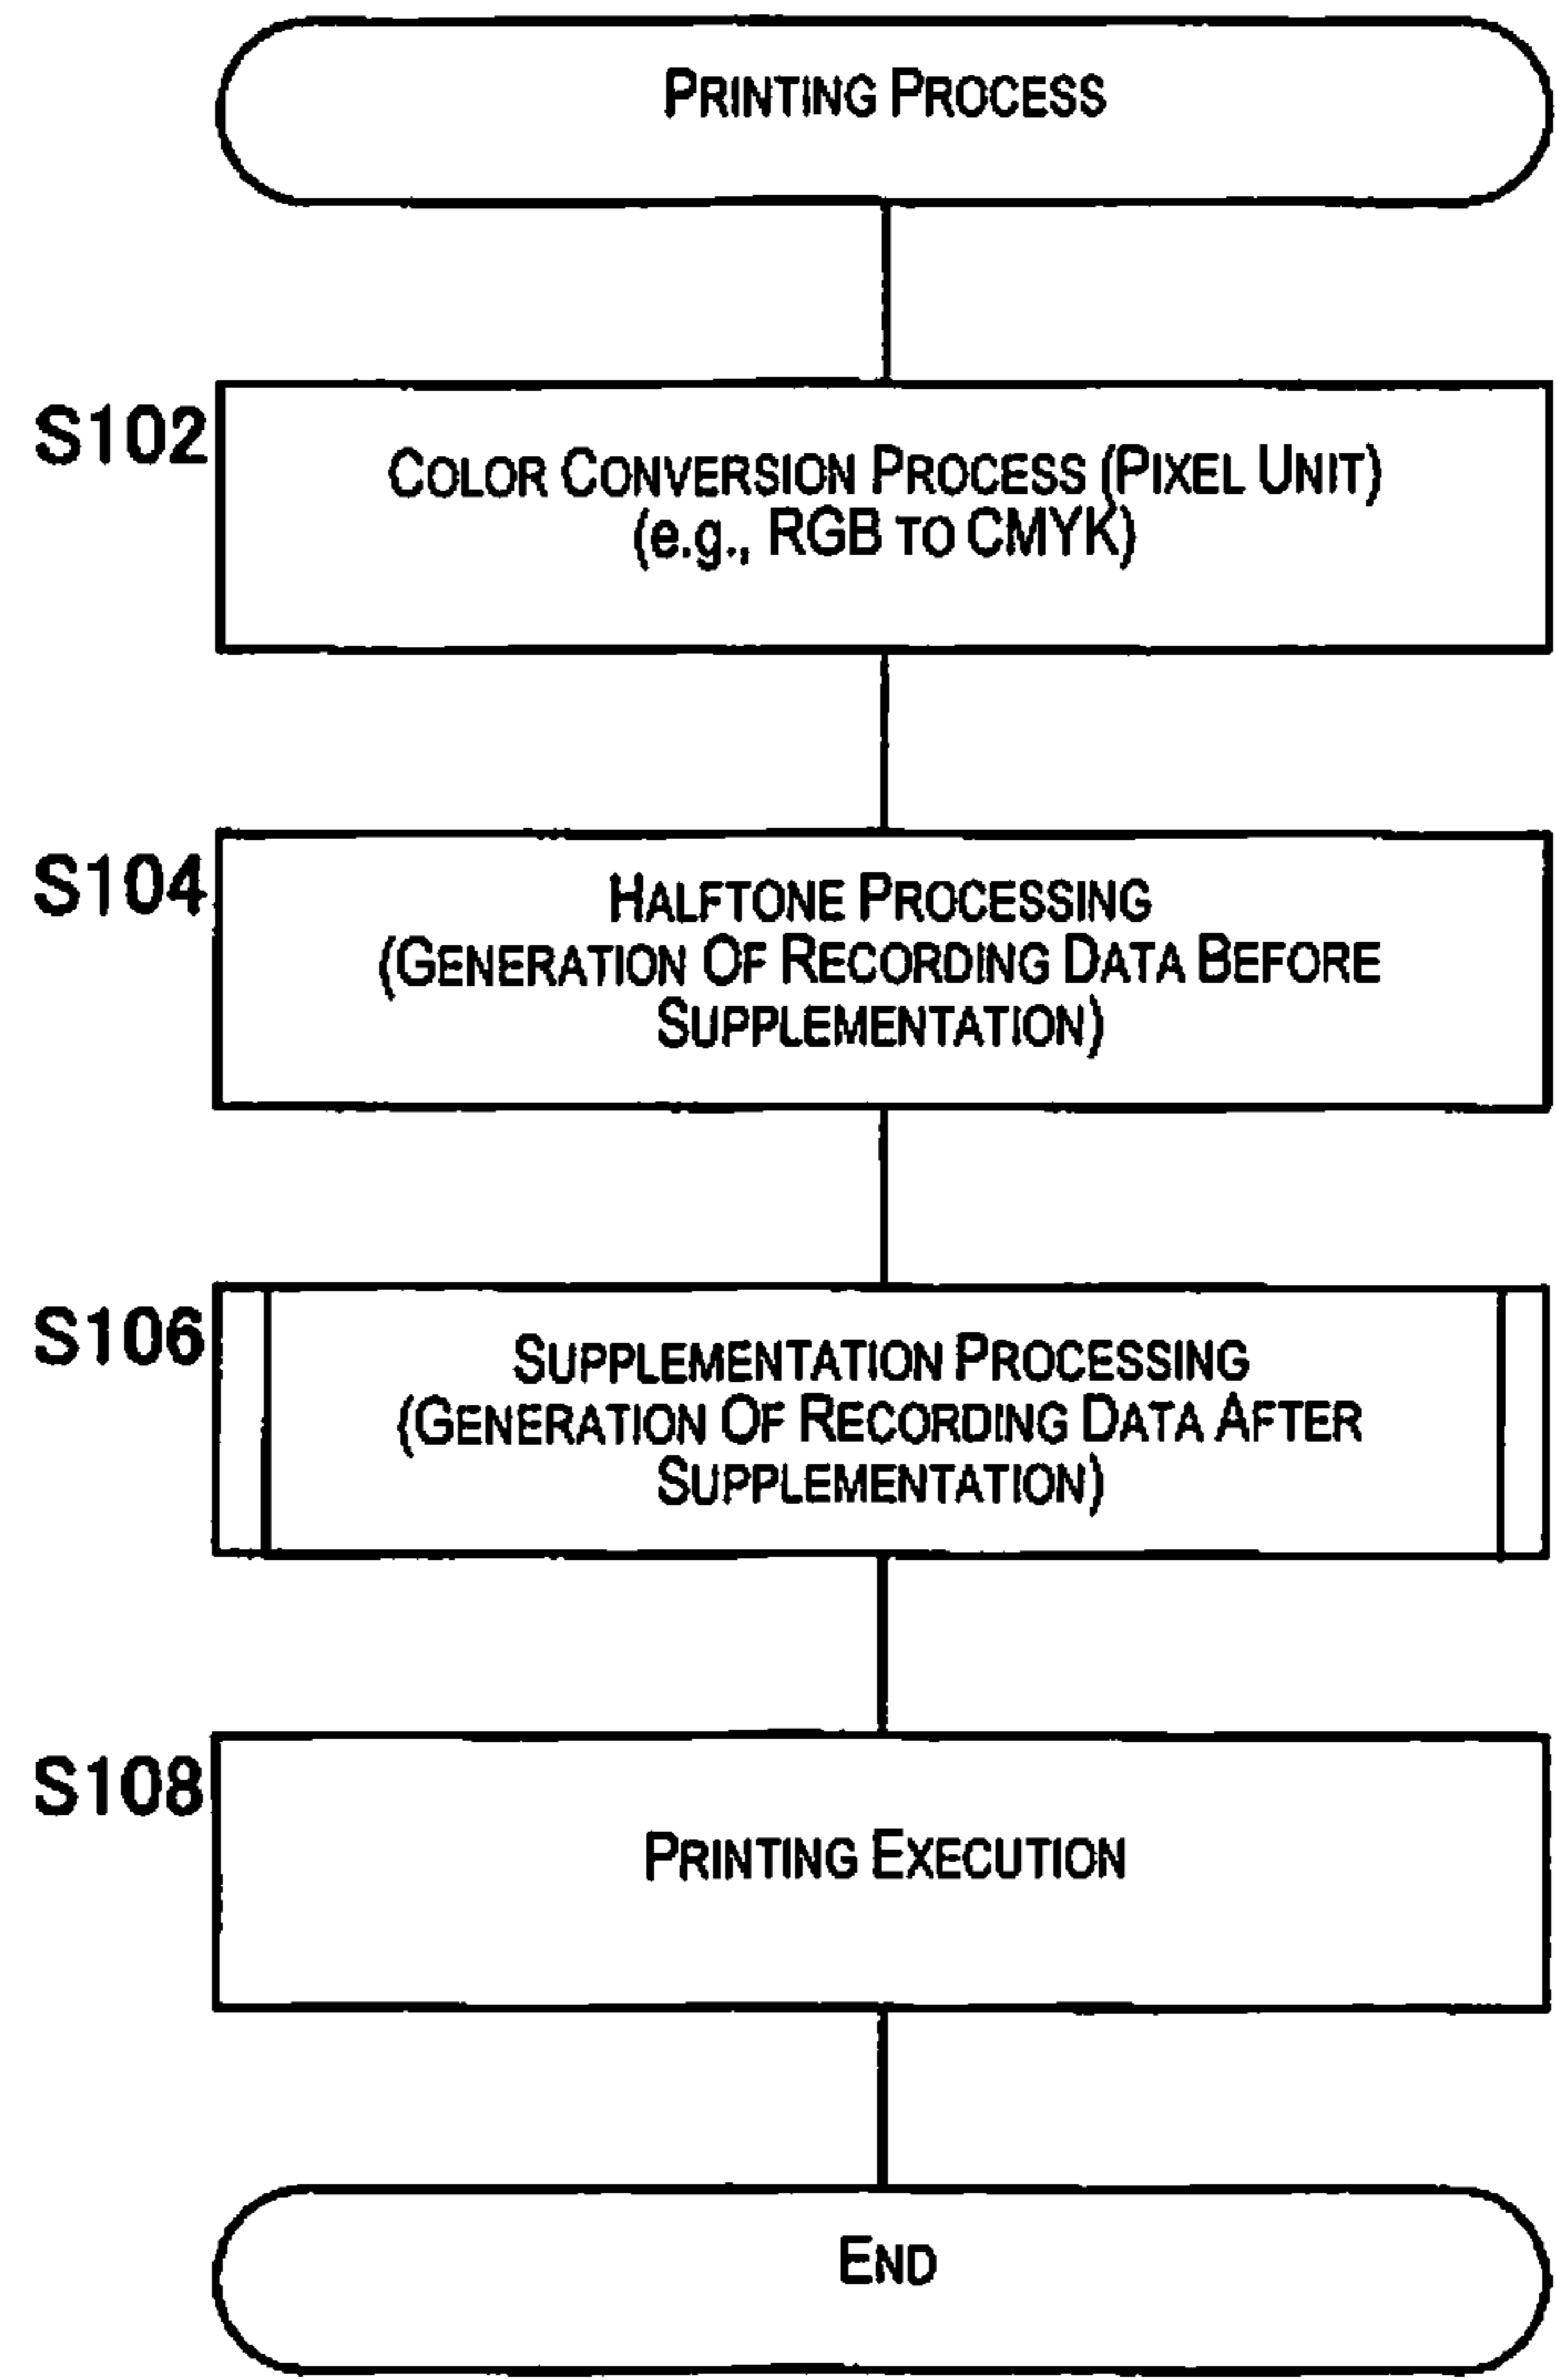 PRINTING PROCESS
S102
COLOR CONVERSION PROCESS (PIXEL UNIT)
(e.g., RGB TO CMYK)
S104
HALFTONE PROCESSING
(GENERATION OF RECORDING DATA BEFORE
SUPPLEMENTATION)
S106
SUPPLEMENTATION PROCESSING
(GENERATION OF RECORDING DATA AFTER
SUPPLEMENTATION)
S108
PRINTING EXECUTION
END